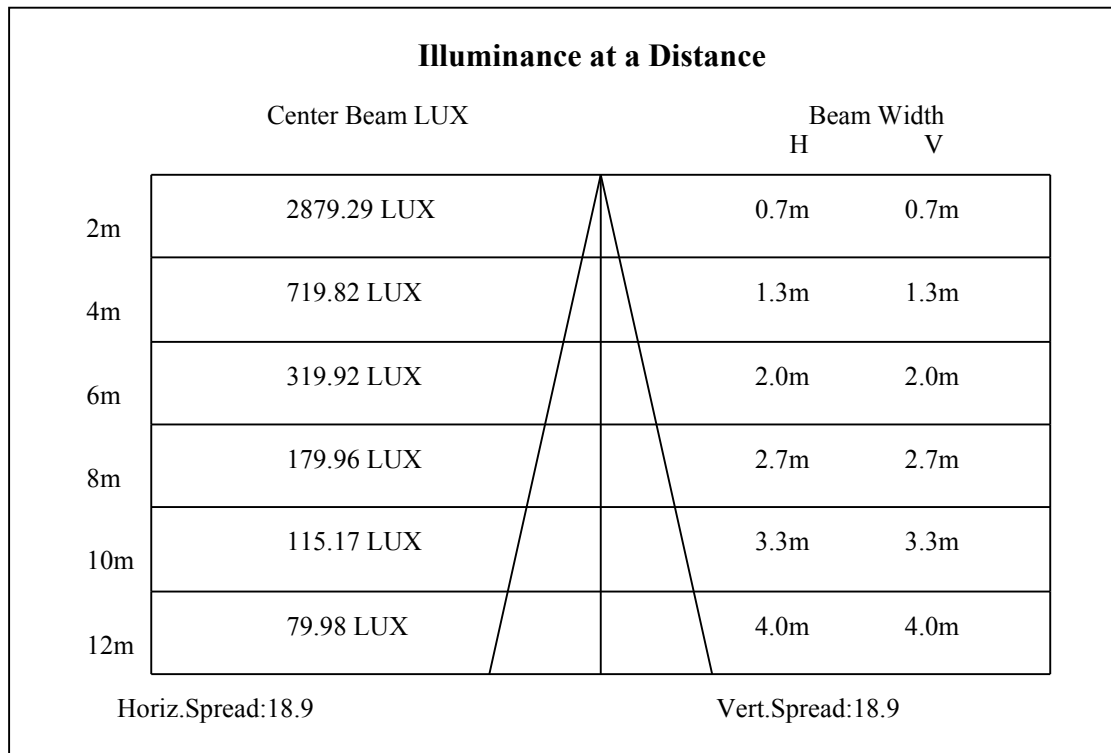 Illuminance at a Distance
Center Beam LUX Beam Width
H V
2879.29 LUX 0.7m 0.7m
2m
719.82 LUX 1.3m 1.3m
4m
319.92 LUX 2.0m 2.0m
6m
179.96 LUX 2.7m 2.7m
8m
115.17 LUX 3.3m 3.3m
10m
79.98 LUX 4.0m 4.0m
12m
Horiz.Spread:18.9 Vert.Spread:18.9